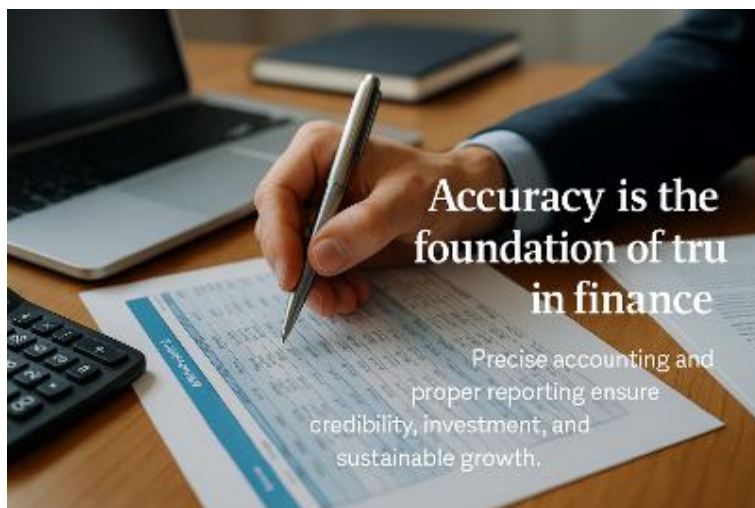 Accuracy is the
foundation of tru
in finance
Precise accounting and
proper reporting ensure
credibility, investment, and
sustainable growth.